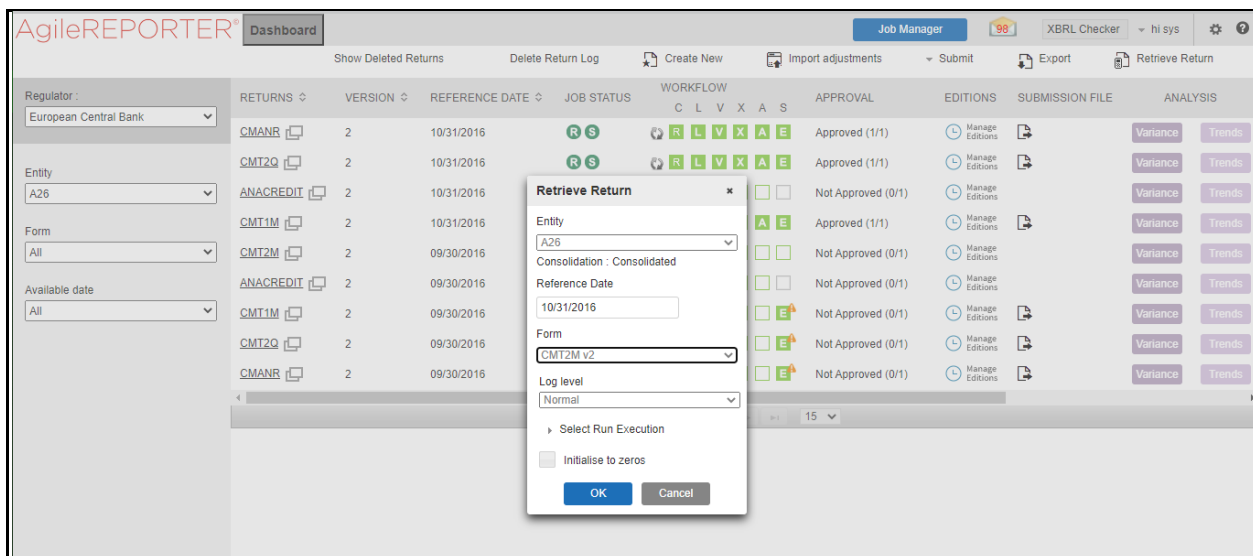 AgileREPORTER® Dashboard Job Manager 98 XBRL Checker hi sys
Show Deleted Returns Delete Return Log Create New Import adjustments Submit Export Retrieve Return
Regulator :
European Central Bank
Entity
A26
Form
All
Available date
All
RETURNS VERSION REFERENCE DATE JOB STATUS WORKFLOW APPROVAL EDITIONS SUBMISSION FILE ANALYSIS
C L V X A S
CMANR 2 10/31/2016 R S R L V X A E Approved (1/1) Manage Editions Variance Trends
CMT2Q 2 10/31/2016 R S R L V X A E Approved (1/1) Manage Editions Variance Trends
ANACREDIT 2 10/31/2016 Not Approved (0/1) Manage Editions Variance Trends
CMT1M 2 10/31/2016 A E Approved (1/1) Manage Editions Variance Trends
CMT2M 2 09/30/2016 Not Approved (0/1) Manage Editions Variance Trends
ANACREDIT 2 09/30/2016 Not Approved (0/1) Manage Editions Variance Trends
CMT1M 2 09/30/2016 E Not Approved (0/1) Manage Editions Variance Trends
CMT2Q 2 09/30/2016 E Not Approved (0/1) Manage Editions Variance Trends
CMANR 2 09/30/2016 E Not Approved (0/1) Manage Editions Variance Trends
15
Retrieve Return
Entity
A26
Consolidation : Consolidated
Reference Date
10/31/2016
Form
CMT2M v2
Log level
Normal
Select Run Execution
Initialise to zeros
OK Cancel